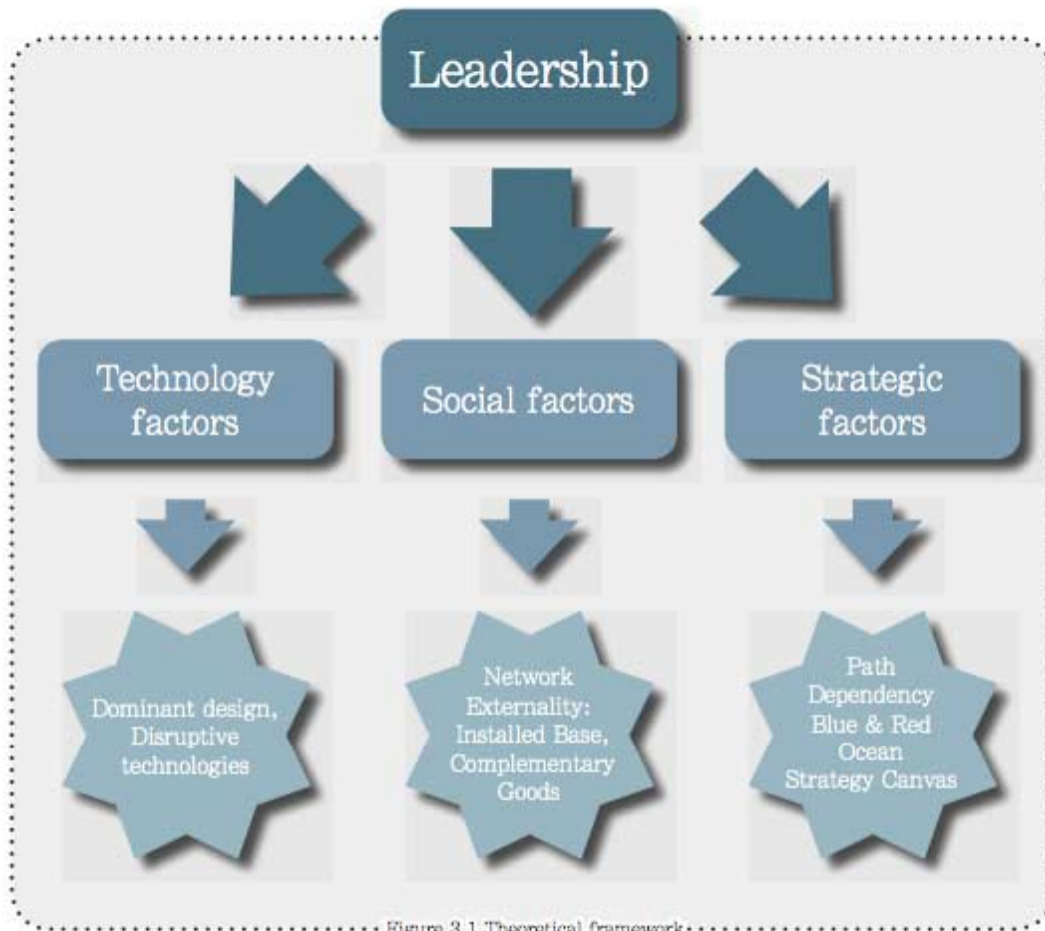 Leadership
Technology
factors
Social factors
Strategic
factors
Dominant design,
Disruptive
technologies
Network
Externality:
Installed Base,
Complementary
Goods
Path
Dependency
Blue & Red
Ocean
Strategy Canvas
Figure 3.1 Theoretical framework